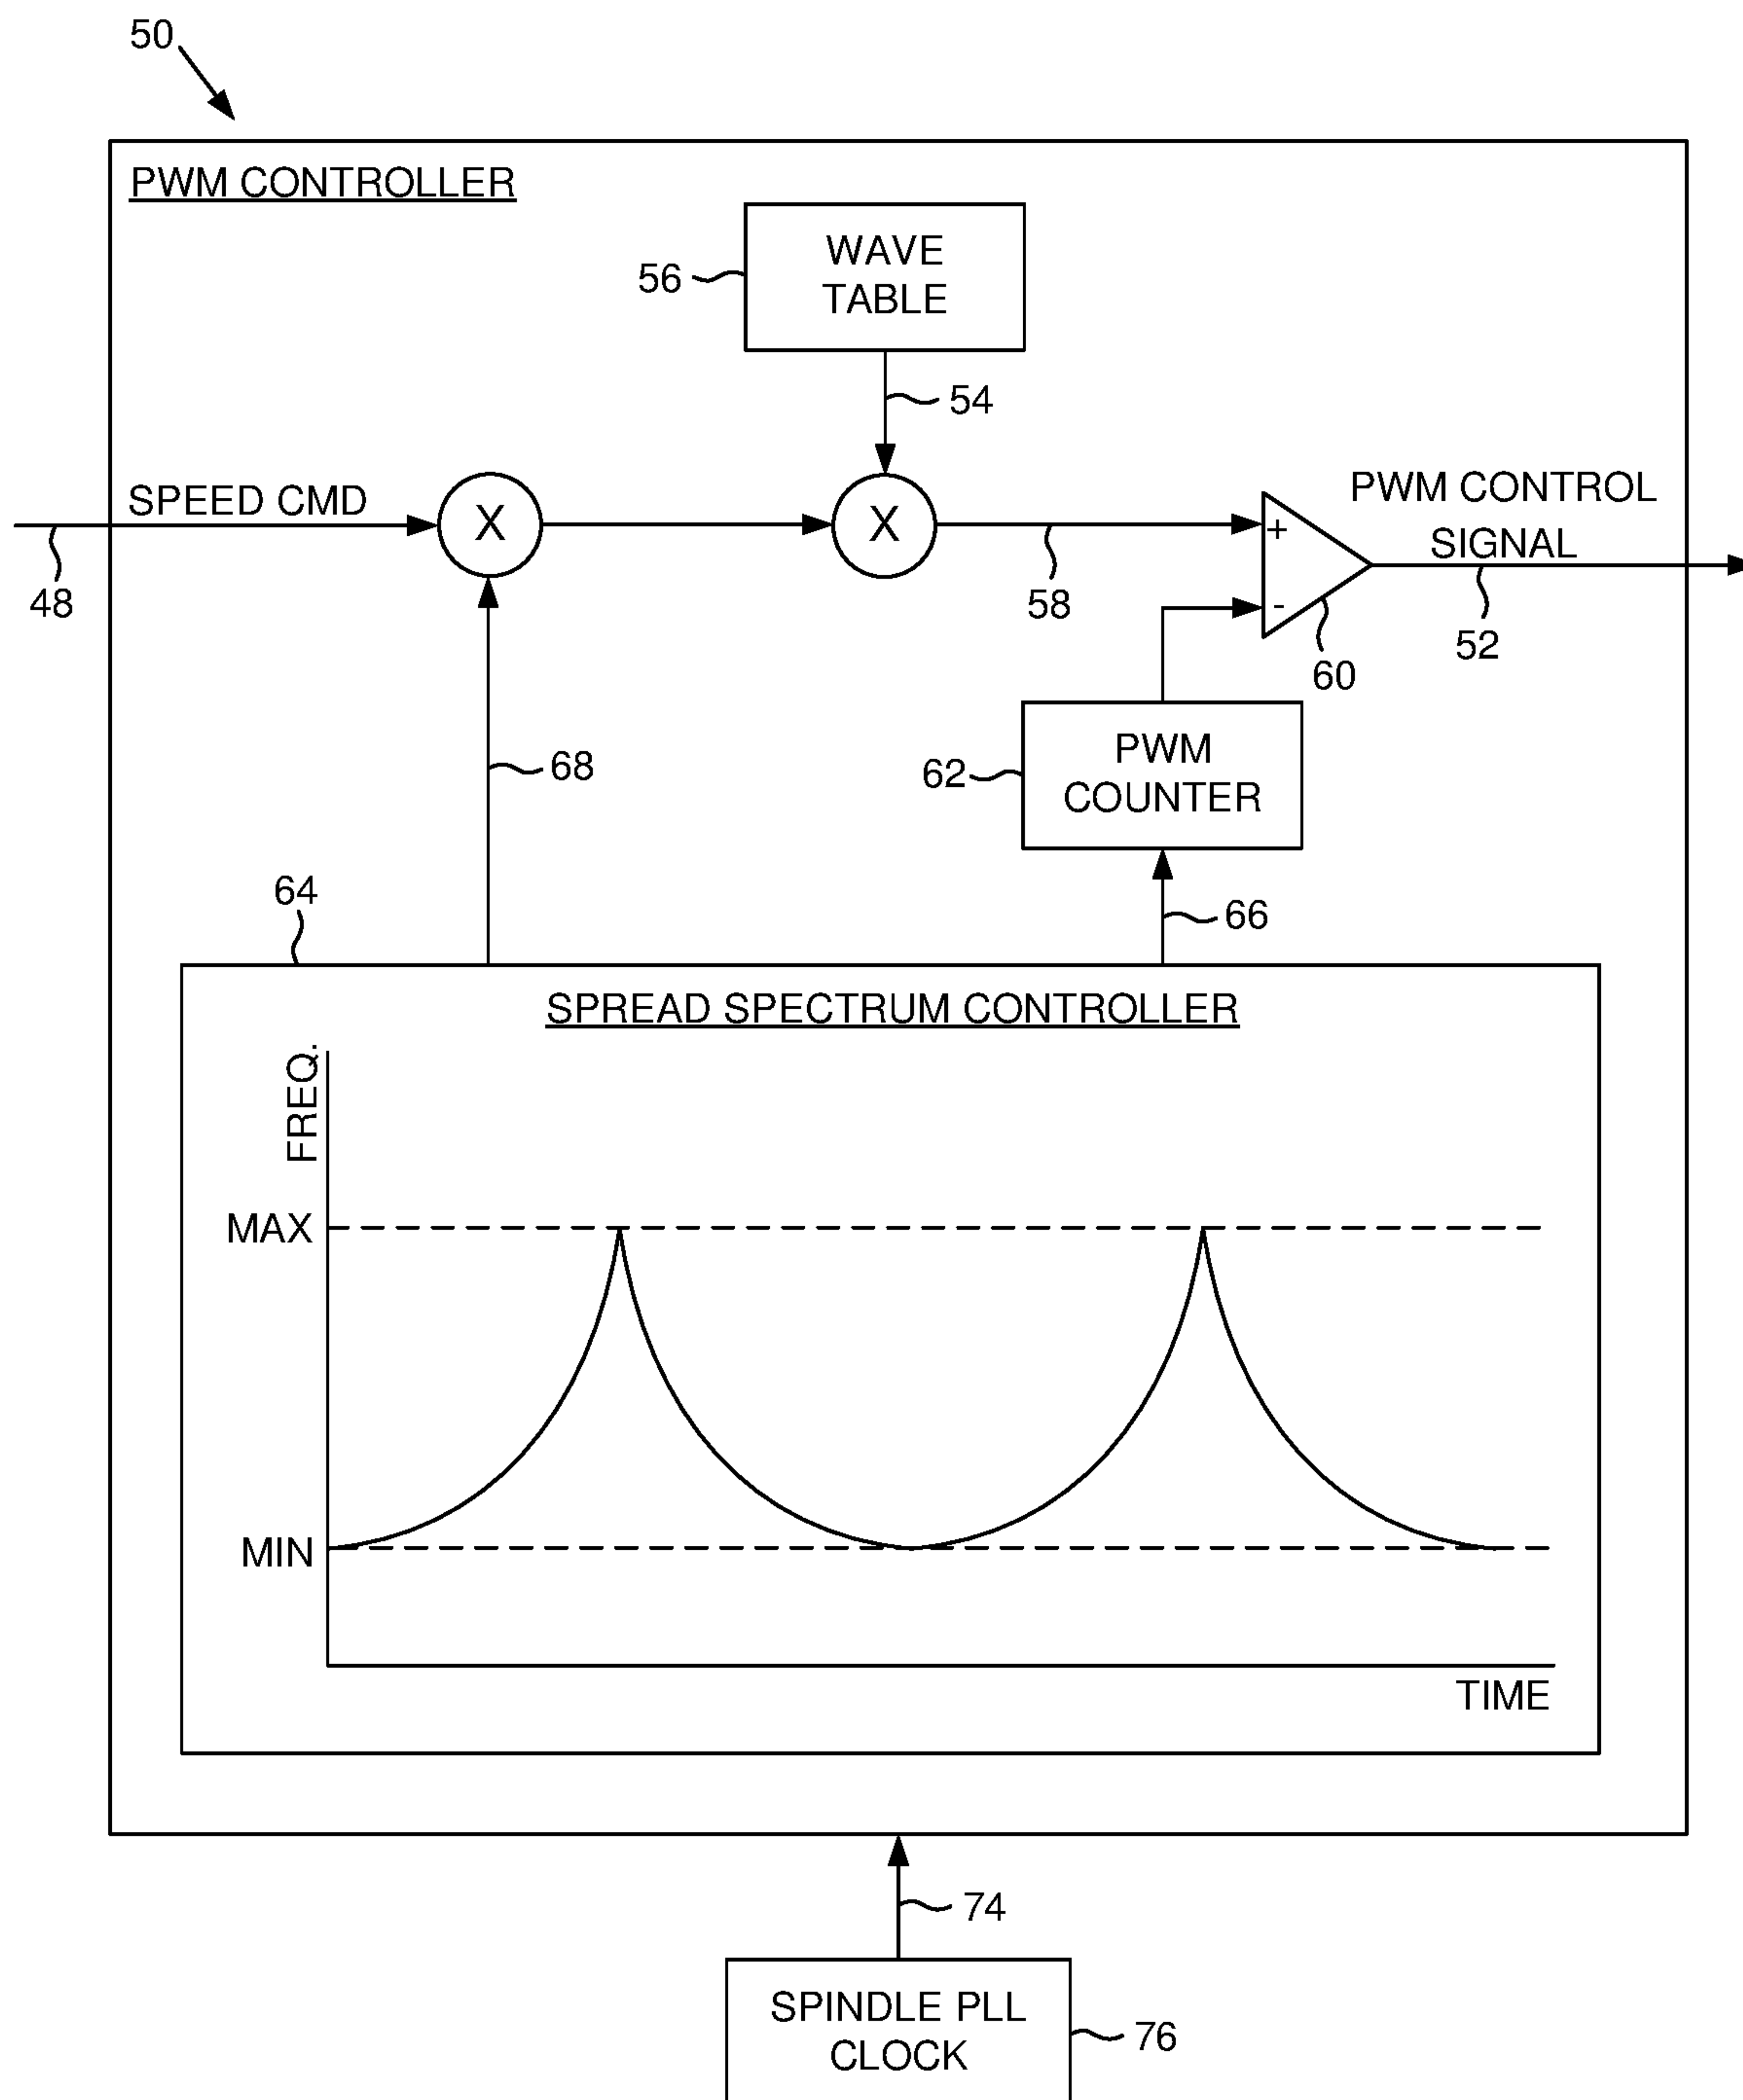 50
PWM CONTROLLER
WAVE
TABLE
56
54
SPEED CMD
X
X
+
-
PWM CONTROL
SIGNAL
48
58
52
60
68
PWM
COUNTER
62
64
66
SPREAD SPECTRUM CONTROLLER
FREQ.
MAX
MIN
TIME
74
SPINDLE PLL
CLOCK
76